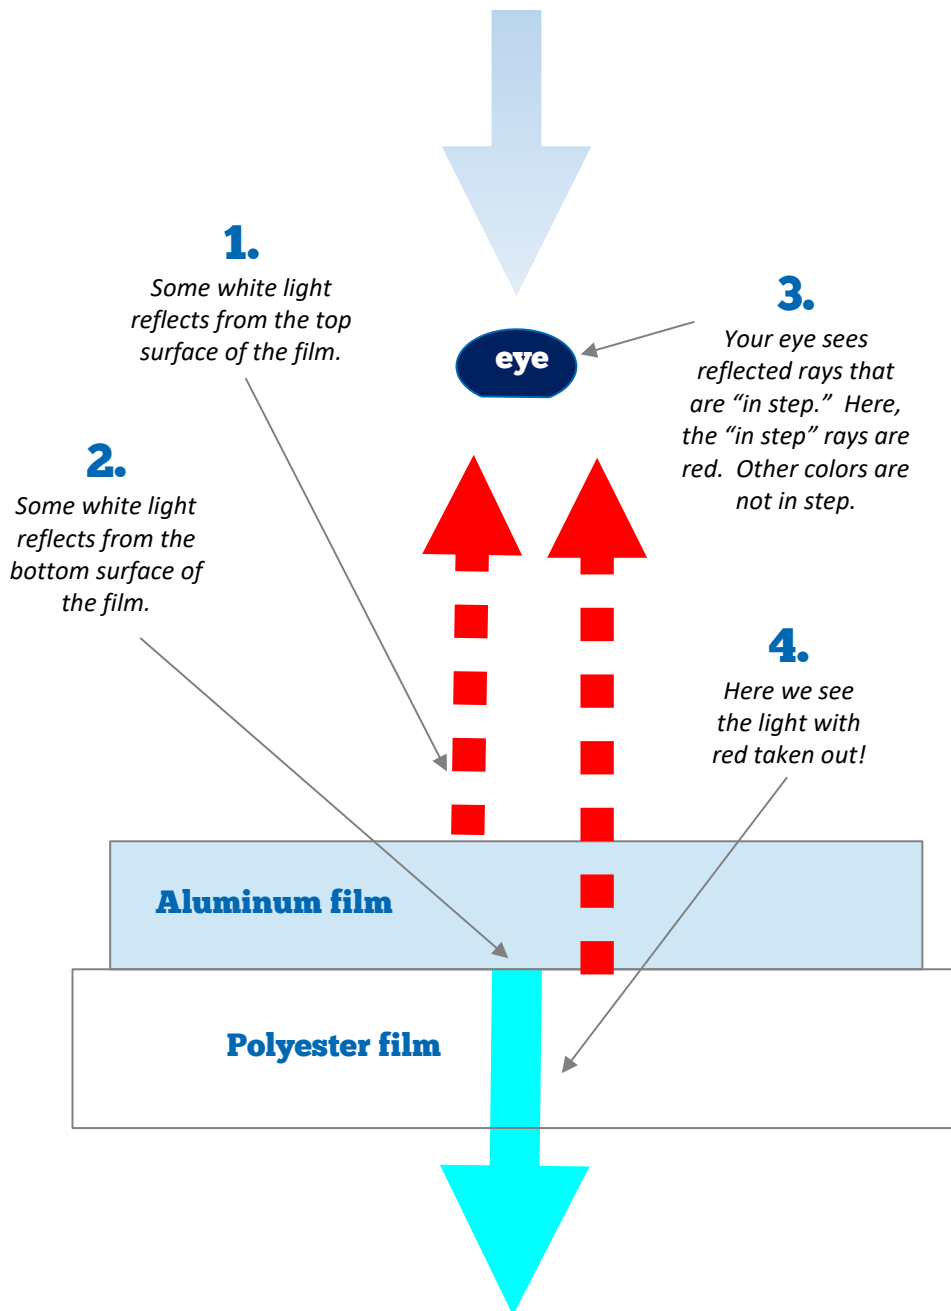 1.
Some white light
reflects from the top
surface of the film.
eye
3.
Your eye sees
reflected rays that
are “in step.”  Here,
the “in step” rays are
red.  Other colors are
not in step.
2.
Some white light
reflects from the
bottom surface of
the film.
4.
Here we see
the light with
red taken out!
Aluminum film
Polyester film